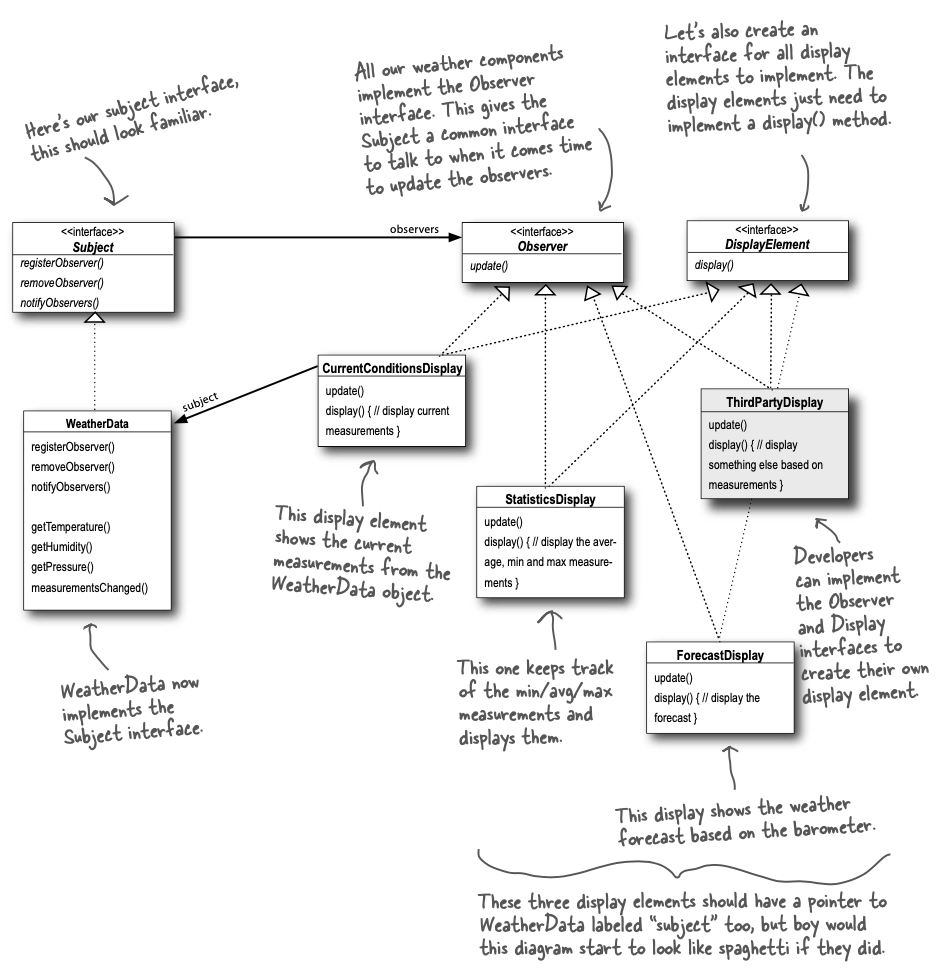 Here's our subject interface,
this should look familiar.
All our weather components
implement the Observer
interface. This gives the
Subject a common interface
to talk to when it comes time
to update the observers.
Let's also create an
interface for all display
elements to implement. The
display elements just need to
implement a display() method.
<<interface>>
Subject
registerObserver()
removeObserver()
notifyObservers()
observers
<<interface>>
Observer
update()
<<interface>>
DisplayElement
display()
subject
WeatherData
registerObserver()
removeObserver()
notifyObservers()
getTemperature()
getHumidity()
getPressure()
measurementsChanged()
CurrentConditionsDisplay
update()
display() { // display current
measurements }
StatisticsDisplay
update()
display() { // display the aver-
age, min and max measure-
ments }
ThirdPartyDisplay
update()
display() { // display
something else based on
measurements }
ForecastDisplay
update()
display() { // display the
forecast }
WeatherData now
implements the
Subject interface.
This display element
shows the current
measurements from the
WeatherData object.
This one keeps track
of the min/avg/max
measurements and
displays them.
Developers
can implement
the Observer
and Display
interfaces to
create their own
display element.
This display shows the weather
forecast based on the barometer.
These three display elements should have a pointer to
WeatherData labeled “subject” too, but boy would
this diagram start to look like spaghetti if they did.